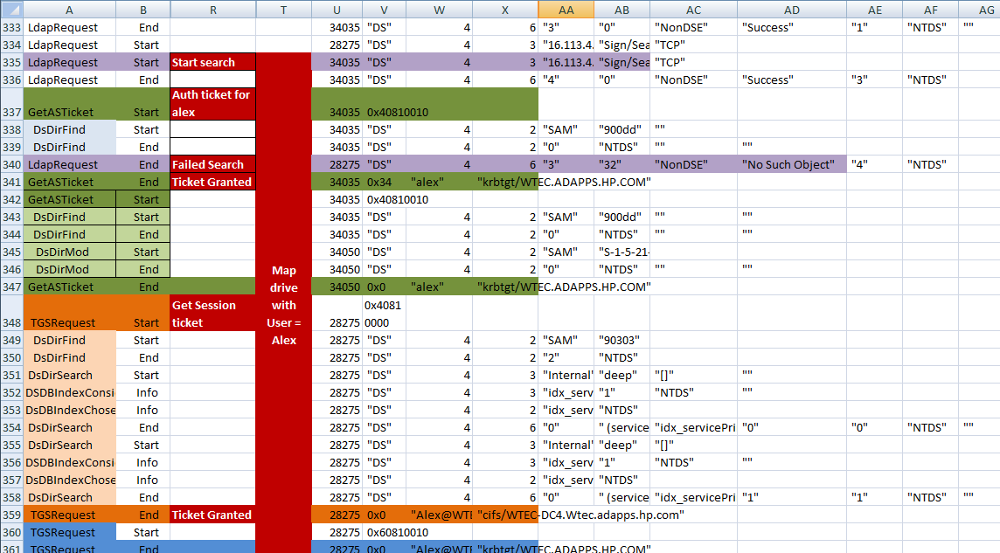 A B R T U V W X AA AB AC AD AE AF AG
333 LdapRequest End 34035 "DS" 4 6 "3" "0" "NonDSE" "Success" "1" "NTDS" ""
334 LdapRequest Start 28275 "DS" 4 3 "16.113.4. "Sign/Sea "TCP"
335 LdapRequest Start Start search 34035 "DS" 4 3 "16.113.4. "Sign/Sea "TCP"
336 LdapRequest End 34035 "DS" 4 6 "4" "0" "NonDSE" "Success" "3" "NTDS"
Auth ticket for
337 GetASTicket Start alex 34035 0x40810010
338 DsDirFind Start 34035 "DS" 4 2 "SAM" "900dd" ""
339 DsDirFind End 34035 "DS" 4 2 "0" "NTDS" "" ""
340 LdapRequest End Failed Search 28275 "DS" 4 6 "3" "32" "NonDSE" "No Such Object" "4" "NTDS"
341 GetASTicket End Ticket Granted 34035 0x34 "alex" "krbtgt/WTEC.ADAPPS.HP.COM"
342 GetASTicket Start 34035 0x40810010
343 DsDirFind Start 34035 "DS" 4 2 "SAM" "900dd" "" ""
344 DsDirFind End 34035 "DS" 4 2 "0" "NTDS" "" ""
345 DsDirMod Start 34050 "DS" 4 2 "SAM" "S-1-5-21-
346 DsDirMod End Map 34050 "DS" 4 2 "0" "NTDS" "" ""
347 GetASTicket End drive 34050 0x0 "alex" "krbtgt/WTEC.ADAPPS.HP.COM"
Get Session with 0x4081
348 TGSRequest Start ticket User = 28275 0000
349 DsDirFind Start Alex 28275 "DS" 4 2 "SAM" "90303"
350 DsDirFind End 28275 "DS" 4 2 "2" "NTDS"
351 DsDirSearch Start 28275 "DS" 4 3 "Internal" "deep" "[]" ""
352 DSDBIndexConsi Info 28275 "DS" 4 3 "idx_serv "1" "NTDS" ""
353 DsDBIndexChose Info 28275 "DS" 4 2 "idx_serv "NTDS"
354 DsDirSearch End 28275 "DS" 4 6 "0" " (service "idx_servicePri "0" "0" "NTDS" ""
355 DsDirSearch Start 28275 "DS" 4 3 "Internal" "deep" "[]"
356 DSDBIndexConsi Info 28275 "DS" 4 3 "idx_serv "1" "NTDS" ""
357 DsDBIndexChose Info 28275 "DS" 4 2 "idx_serv "NTDS"
358 DsDirSearch End 28275 "DS" 4 6 "0" " (service "idx_servicePri "1" "1" "NTDS" ""
359 TGSRequest End Ticket Granted 28275 0x0 "Alex@WTE "cifs/WTEC-DC4.Wtec.adapps.hp.com"
360 TGSRequest Start 28275 0x60810010
361 TGSRequest End 28275 0x0 "Alex@WTE "krbtgt/WTEC.ADAPPS.HP.COM"